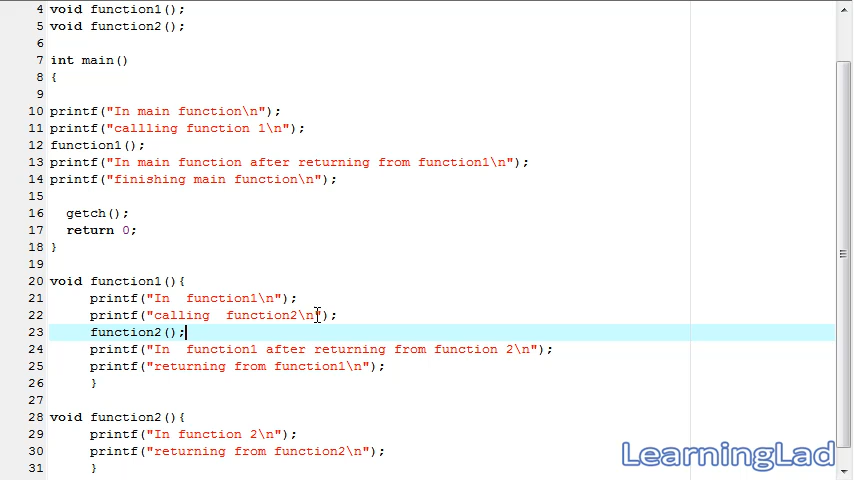 4 void function1();
5 void function2();
6
7 int main()
8 {
9
10 printf("In main function\n");
11 printf("callling function 1\n");
12 function1();
13 printf("In main function after returning from function1\n");
14 printf("finishing main function\n");
15
16   getch();
17   return 0;
18 }
19
20 void function1(){
21      printf("In  function1\n");
22      printf("calling  function2\n");
23      function2();
24      printf("In  function1 after returning from function 2\n");
25      printf("returning from function1\n");
26      }
27
28 void function2(){
29      printf("In function 2\n");
30      printf("returning from function2\n");
31      }
LearningLad